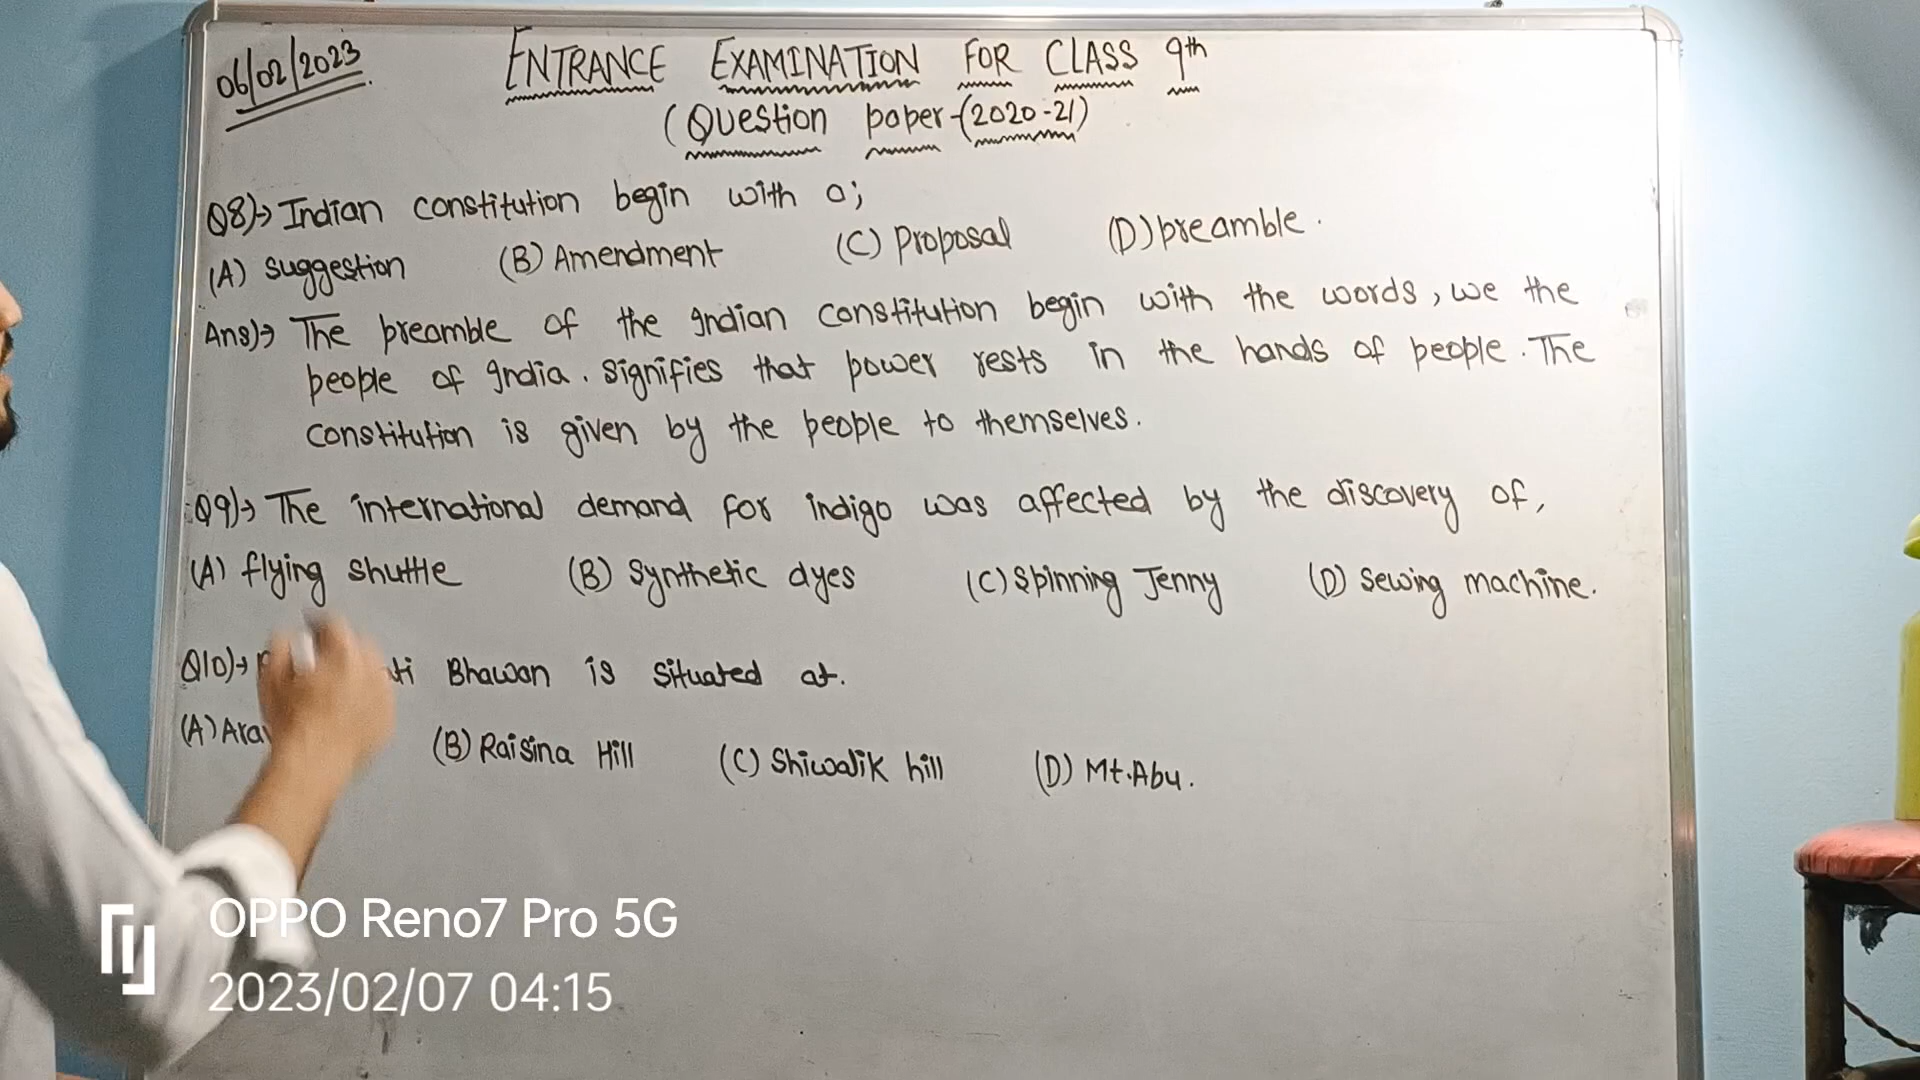 06/02/2023
ENTRANCE EXAMINATION FOR CLASS 9th
(Question paper-(2020-21)
Q8)→ Indian constitution begin with a;
(A) suggestion (B) Amendment (C) Proposal (D) preamble.
Ans)→ The preamble of the Indian constitution begin with the words, we the
people of India. Signifies that power rests in the hands of people. The
constitution is given by the people to themselves.
Q9)→ The international demand for indigo was affected by the discovery of,
(A) flying shuttle (B) Synthetic dyes (C) Spinning Jenny (D) Sewing machine.
Q10)→ Bhawan is situated at.
(A) (B) Raisina Hill (C) Shiwalik hill (D) Mt.Abu.
OPPO Reno7 Pro 5G
2023/02/07 04:15